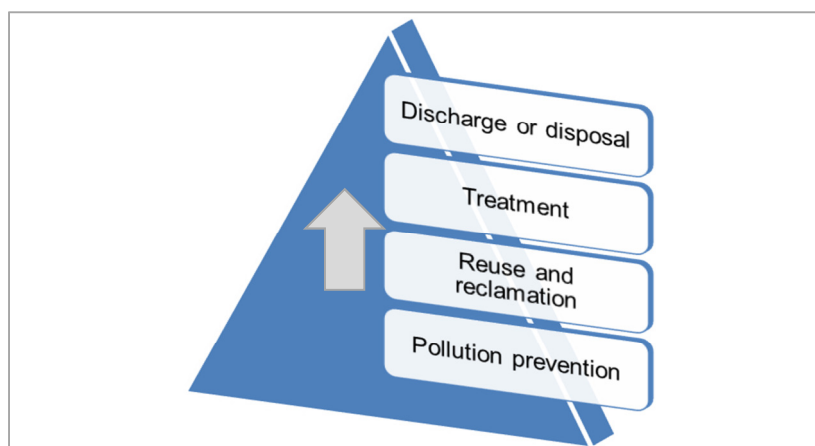 Discharge or disposal
Treatment
Reuse and
reclamation
Pollution prevention